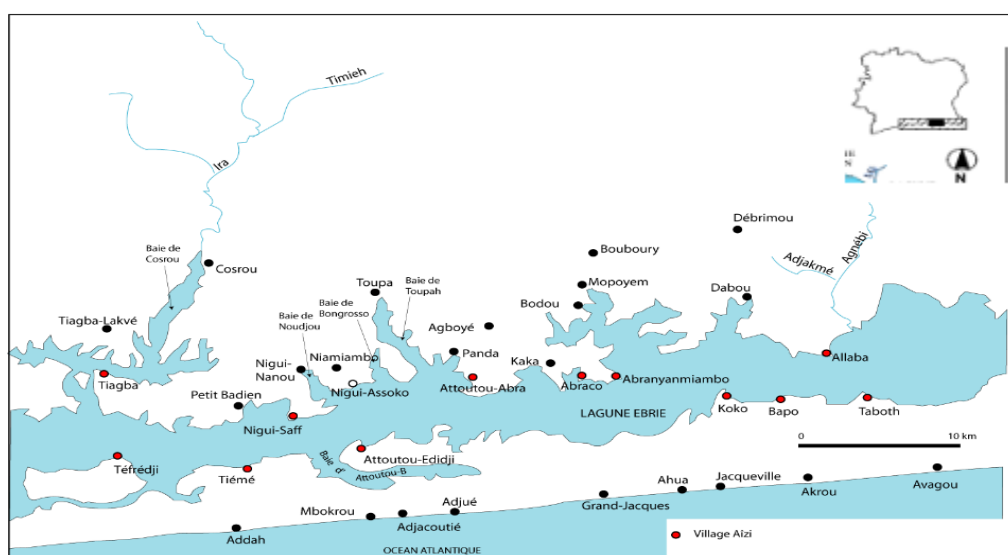 Timieh
Ira
N
Débrimou
Agnébi
Adjakmé
Baie de
Cosrou
Cosrou
Bouboury
Toupa
Baie de
Toupah
Mopoyem
Dabou
Baie de
Bongrosso
Bodou
Tiagba-Lakvé
Baie de
Noudjou
Agboyé
Niamiambo
Panda
Nigui-
Nanou
Kaka
Allaba
Tiagba
Nigui-Assoko
Attoutou-Abra
Abraco
Abranyanmiambo
Petit Badien
Koko
Bapo
Taboth
LAGUNE EBRIE
Nigui-Saff
10 km
0
Attoutou-Edidji
Téfrédji
Tiémé
Baie d'
Attoutou-B
Jacqueville
Ahua
Avagou
Akrou
Grand-Jacques
Adjué
Mbokrou
Adjacoutié
Addah
Village Aïzi
OCEAN ATLANTIQUE